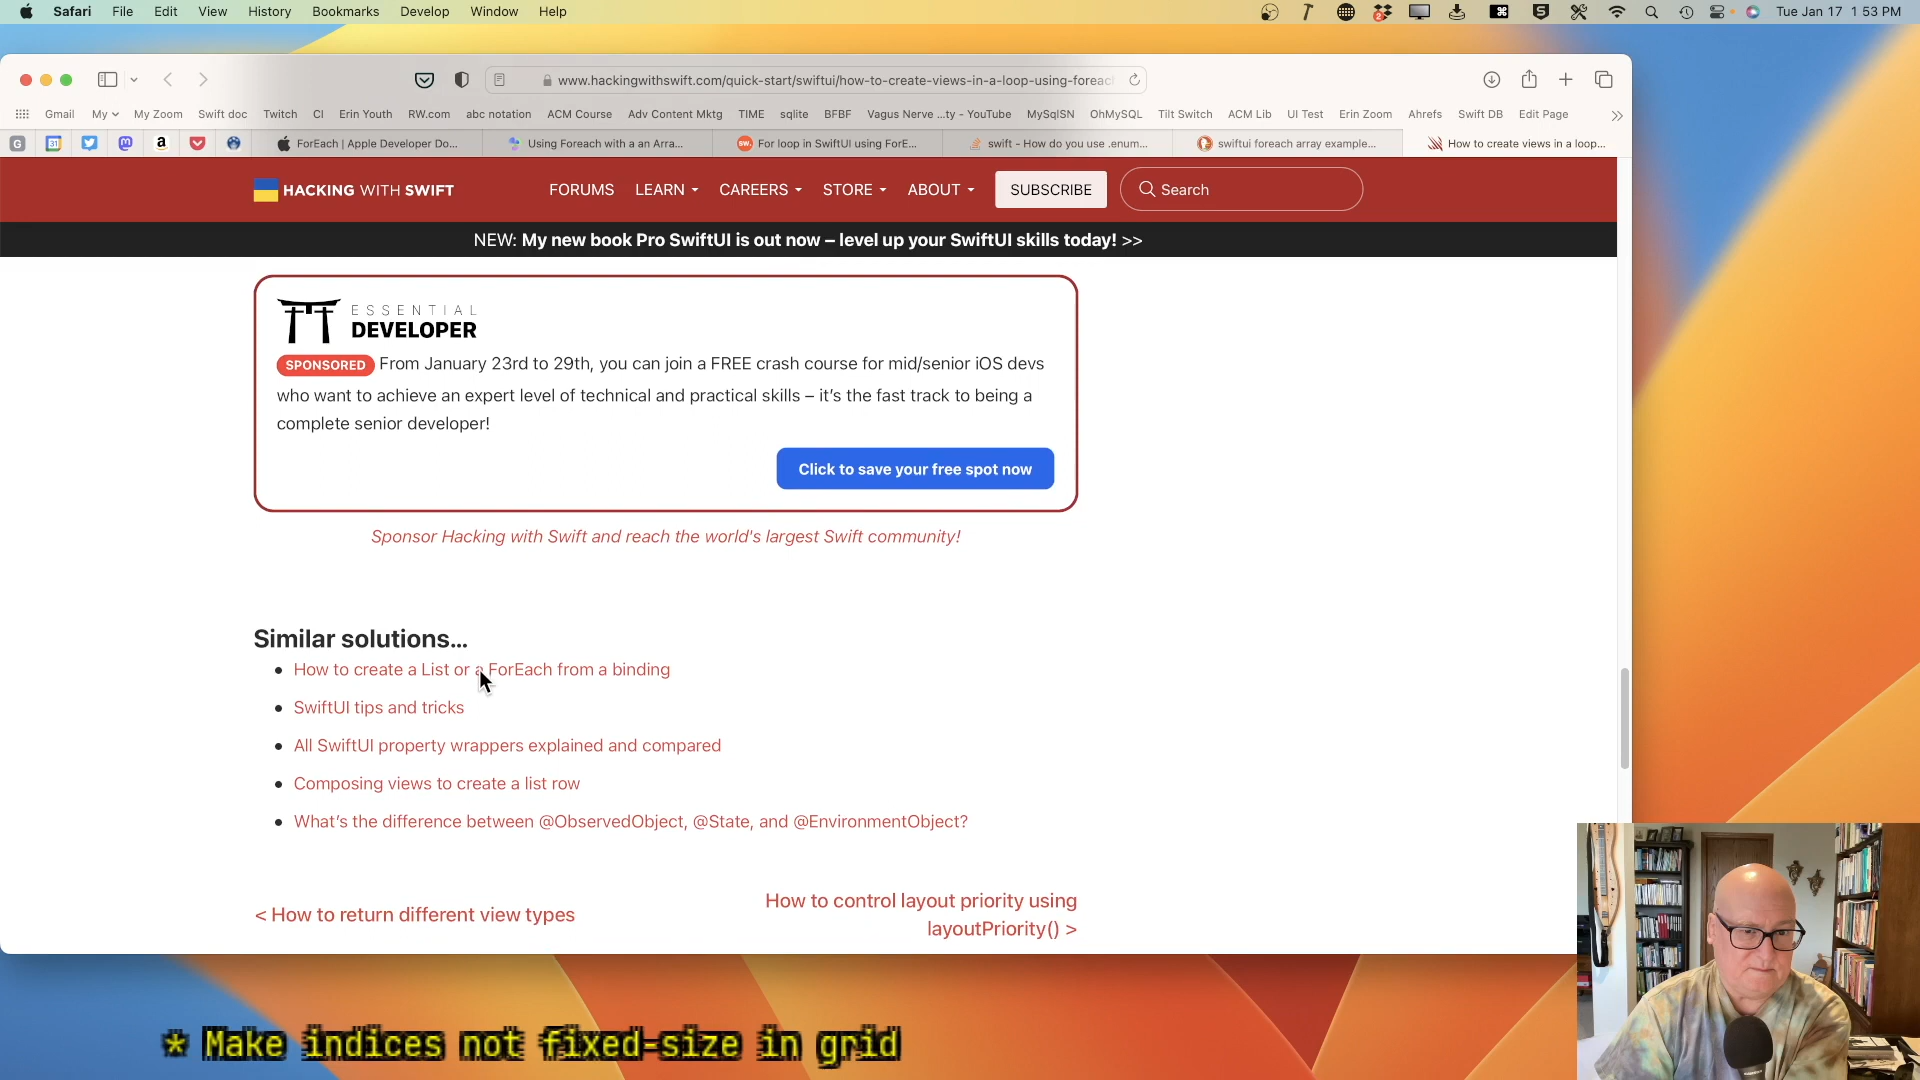 Safari File Edit View History Bookmarks Develop Window Help
2
Tue Jan 17 1 53 PM
www.hackingwithswift.com/quick-start/swiftui/how-to-create-views-in-a-loop-using-foreach
Gmail My My Zoom Swift doc Twitch CI Erin Youth RW.com abc notation ACM Course Adv Content Mktg TIME sqlite BFBF Vagus Nerve ...ty - YouTube MySqlSN OhMySQL Tilt Switch ACM Lib UI Test Erin Zoom Ahrefs Swift DB Edit Page
G 31 a ForEach | Apple Developer Do... Using Foreach with a an Arra... SW. For loop in SwiftUI using ForE... swift - How do you use .enum... swiftui foreach array example... How to create views in a loop...
HACKING WITH SWIFT FORUMS LEARN CAREERS STORE ABOUT SUBSCRIBE Search
NEW: My new book Pro SwiftUI is out now – level up your SwiftUI skills today! >>
ESSENTIAL
DEVELOPER
SPONSORED From January 23rd to 29th, you can join a FREE crash course for mid/senior iOS devs
who want to achieve an expert level of technical and practical skills – it's the fast track to being a
complete senior developer!
Click to save your free spot now
Sponsor Hacking with Swift and reach the world's largest Swift community!
Similar solutions…
• How to create a List or a ForEach from a binding
• SwiftUI tips and tricks
• All SwiftUI property wrappers explained and compared
• Composing views to create a list row
• What's the difference between @ObservedObject, @State, and @EnvironmentObject?
< How to return different view types
How to control layout priority using
layoutPriority() >
* Make indices not fixed-size in grid